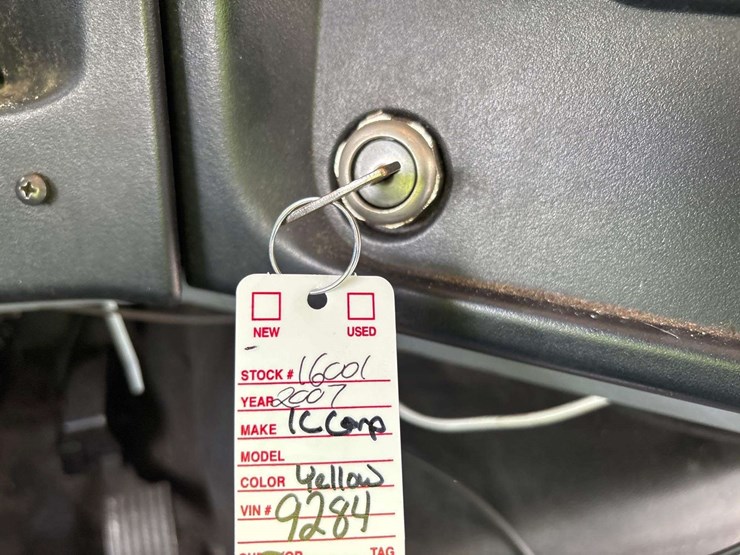 NEW USED
STOCK # 16001
YEAR 2007
MAKE IC Corp
MODEL
COLOR Yellow
VIN # 9284
TAG